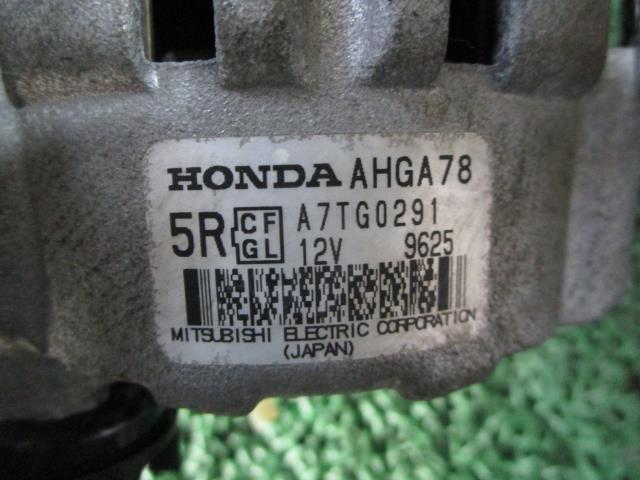 HONDA AHGA78
5R CF GL A7TG0291
12V 9625
MITSUBISHI ELECTRIC CORPORATION
(JAPAN)